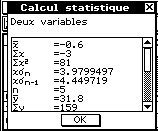 Calcul statistique
Deux variables
x̄ =-0.6
Σx =-3
Σx² =81
xσn =3.9799497
xσn-1 =4.449719
n =5
ȳ =31.8
Σy =159
OK